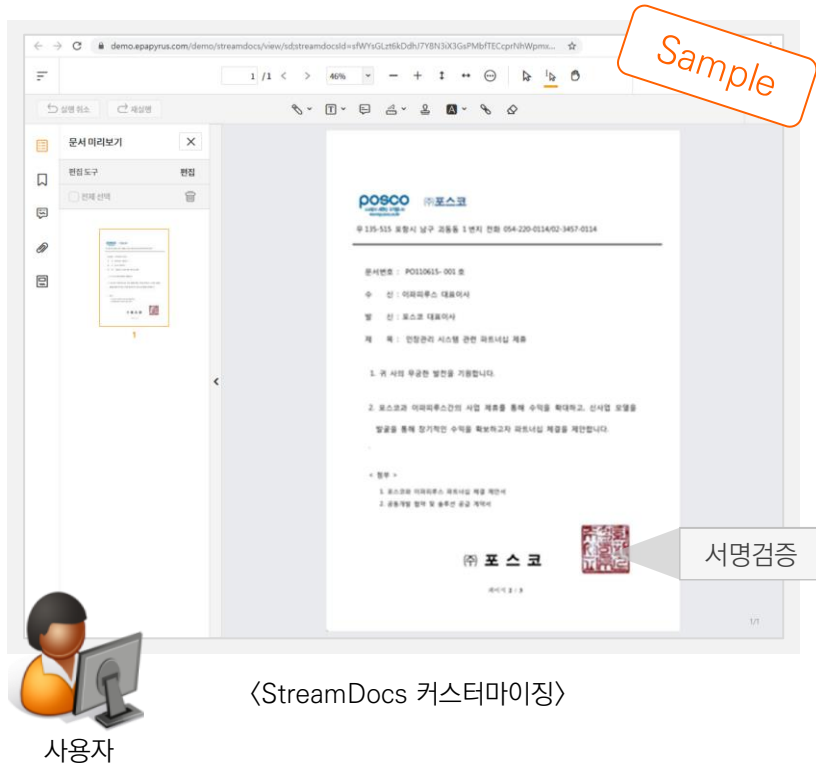 Sample
demo.epapyrus.com/demo/streamdocs/view/sd;streamdocsId=sfWYsGLzt6kDdhJ7Y8N3iX3GsPMbfTECcprNhWpmx...
1 /1 46%
실행 취소 재실행
문서 미리보기
편집 도구 편집
전체 선택
1
posco ㈜포스코
우 135-515 포항시 남구 괴동동 1 번지 전화 054-220-0114/02-3457-0114
문서번호 : PO110615- 001 호
수 신 : 이파피루스 대표이사
발 신 : 포스코 대표이사
제 목 : 인장관리 시스템 관련 파트너십 제휴
1. 귀 사의 무궁한 발전을 기원합니다.
2. 포스코과 이파피루스간의 사업 제휴를 통해 수익을 확대하고, 신사업 모델을
발굴을 통해 장기적인 수익을 확보하고자 파트너십 체결을 제안합니다.
< 첨부 >
1. 포스코와 이파피루스 파트너십 체결 제안서
2. 공동개발 협약 및 솔루션 공급 계약서
㈜ 포 스 코
페이지 2 / 3
서명검증
1/1
〈StreamDocs 커스터마이징〉
사용자